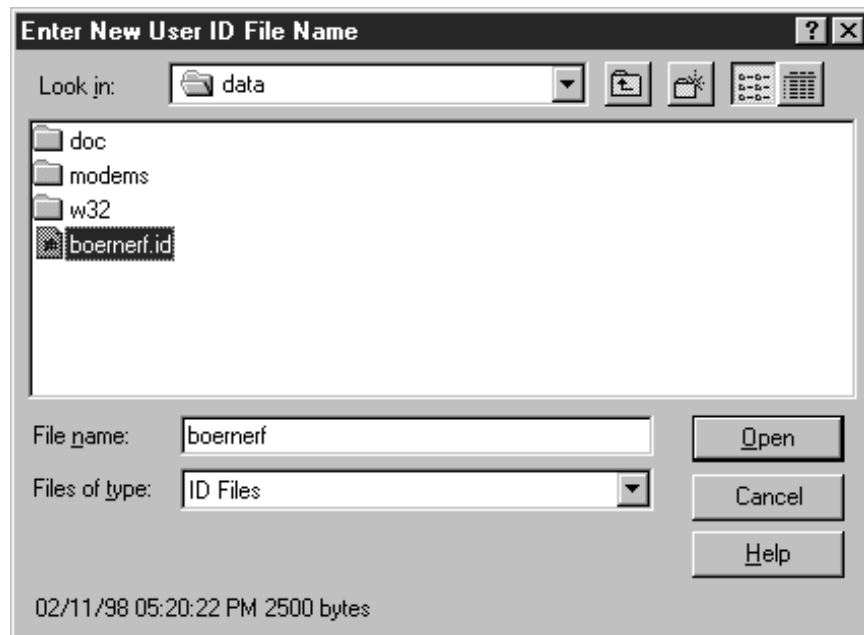 Enter New User ID File Name
Look in: data
doc
modems
w32
boernerf.id
File name: boernerf Open
Files of type: ID Files Cancel
Help
02/11/98 05:20:22 PM 2500 bytes